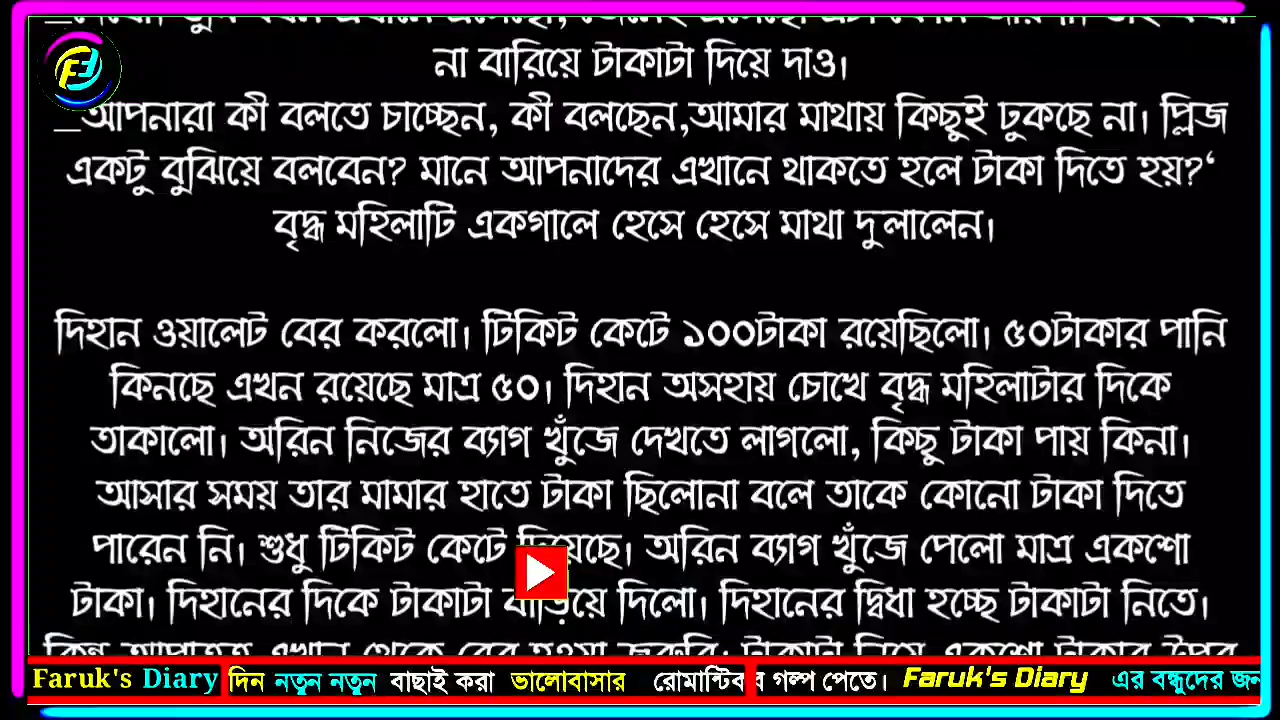 না বারিয়ে টাকাটা দিয়ে দাও।
_আপনারা কী বলতে চাচ্ছেন, কী বলছেন,আমার মাথায় কিছুই ঢুকছে না। প্লিজ
একটু বুঝিয়ে বলবেন? মানে আপনাদের এখানে থাকতে হলে টাকা দিতে হয়?‘
বৃদ্ধ মহিলাটি একগালে হেসে হেসে মাথা দুলালেন।
দিহান ওয়ালেট বের করলো। টিকিট কেটে ১০০টাকা রয়েছিলো। ৫০টাকার পানি
কিনছে এখন রয়েছে মাত্র ৫০। দিহান অসহায় চোখে বৃদ্ধ মহিলাটার দিকে
তাকালো। অরিন নিজের ব্যাগ খুঁজে দেখতে লাগলো, কিছু টাকা পায় কিনা।
আসার সময় তার মামার হাতে টাকা ছিলোনা বলে তাকে কোনো টাকা দিতে
পারেন নি। শুধু টিকিট কেটে দিয়েছে। অরিন ব্যাগ খুঁজে পেলো মাত্র একশো
টাকা। দিহানের দিকে টাকাটা বাড়িয়ে দিলো। দিহানের দ্বিধা হচ্ছে টাকাটা নিতে।
Faruk's Diary দিন নতুন নতুন বাছাই করা ভালোবাসার রোমান্টিক গল্প পেতে। Faruk's Diary এর বন্ধুদের